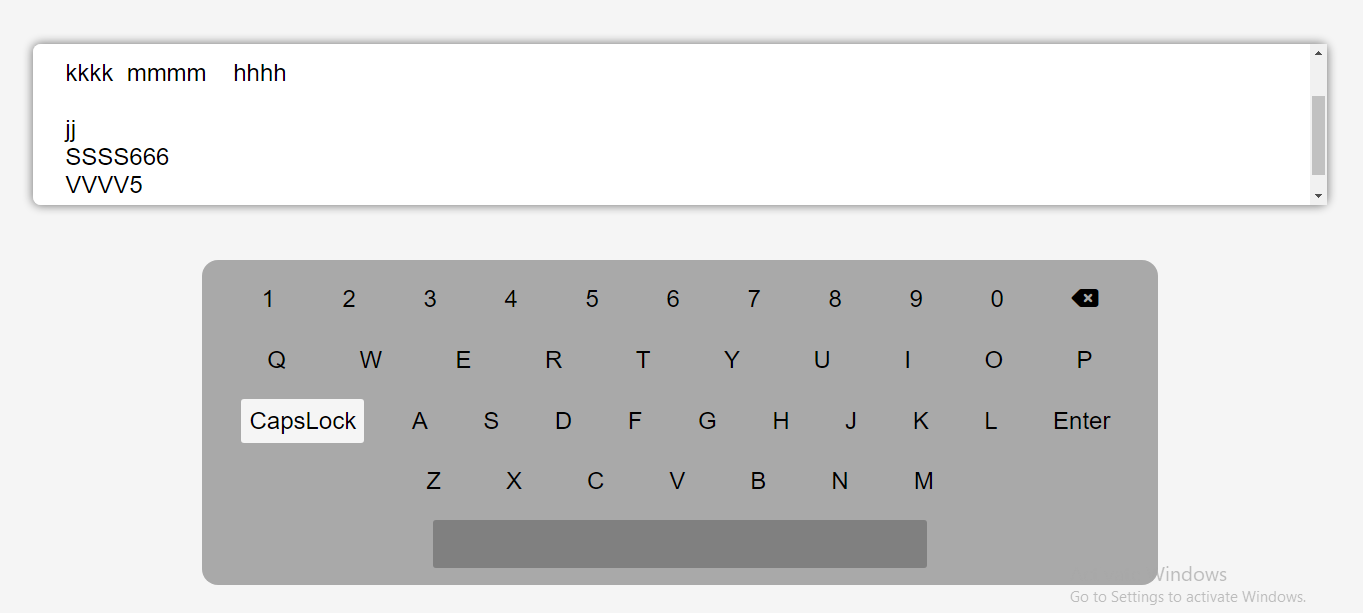 kkkk  mmmm    hhhh
jj
SSSS666
VVVV5
1 2 3 4 5 6 7 8 9 0
Q W E R T Y U I O P
CapsLock A S D F G H J K L Enter
Z X C V B N M
Windows
Go to Settings to activate Windows.